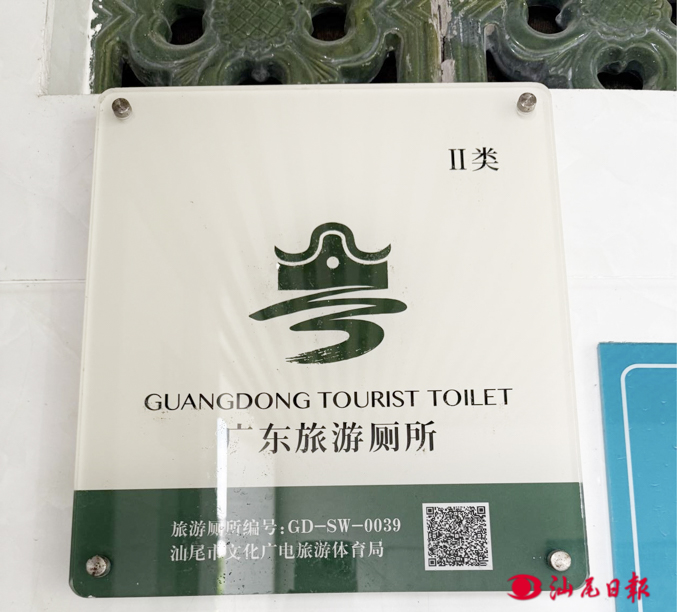 II类
GUANGDONG TOURIST TOILET
广东旅游厕所
旅游厕所编号:GD-SW-0039
汕尾市文化广电旅游体育局
汕尾日报